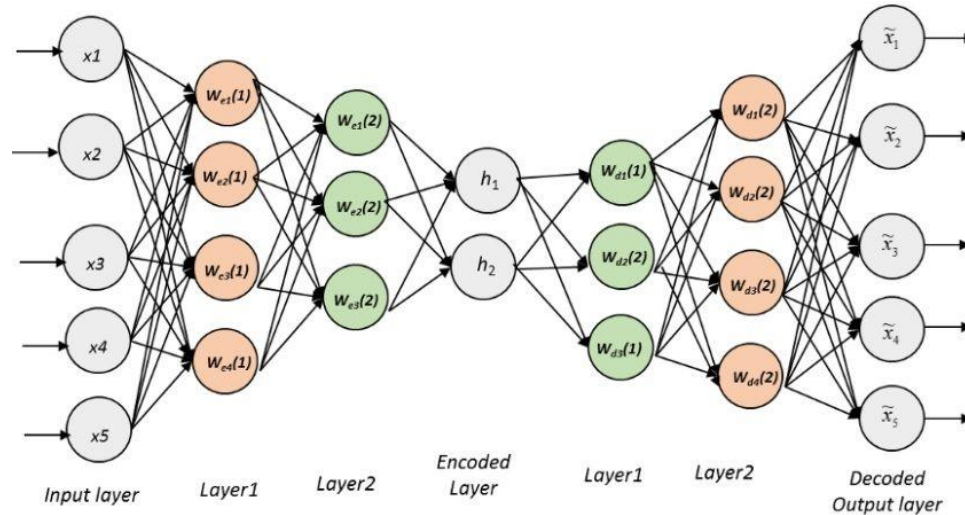 x1
x2
x3
x4
x5
Input layer
We1(1)
We2(1)
We3(1)
We4(1)
Layer1
We1(2)
We2(2)
We3(2)
Layer2
h1
h2
Encoded
Layer
Wd1(1)
Wd2(2)
Wd3(1)
Layer1
Wd1(2)
Wd2(2)
Wd3(2)
Wd4(2)
Layer2
x̃1
x̃2
x̃3
x̃4
x̃5
Decoded
Output layer